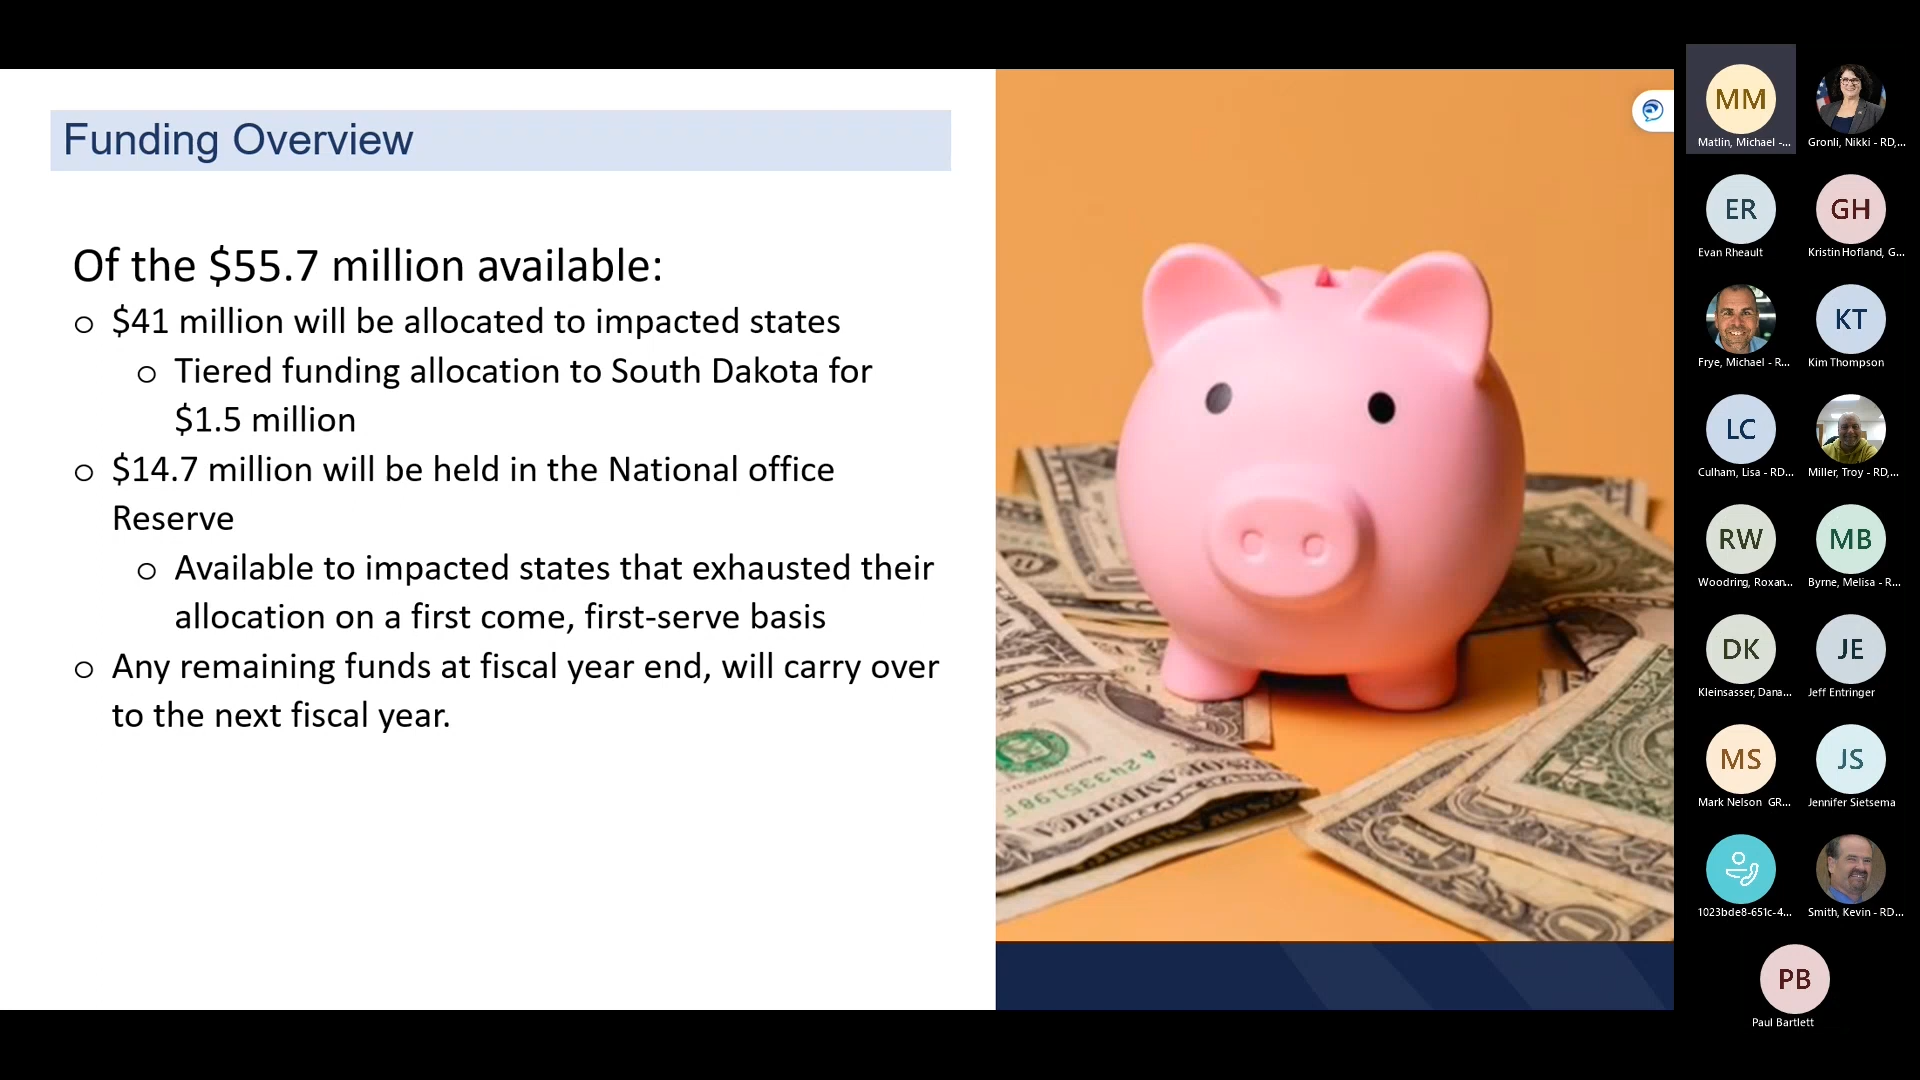 Funding Overview
Of the $55.7 million available:
o $41 million will be allocated to impacted states
o Tiered funding allocation to South Dakota for
$1.5 million
o $14.7 million will be held in the National office
Reserve
o Available to impacted states that exhausted their
allocation on a first come, first-serve basis
o Any remaining funds at fiscal year end, will carry over
to the next fiscal year.
MM
Matlin, Michael -...
Gronli, Nikki - RD,...
ER
GH
Evan Rheault
Kristin Hofland, G...
KT
Frye, Michael - R...
Kim Thompson
LC
Culham, Lisa - RD...
Miller, Troy - RD,...
RW
MB
Woodring, Roxan...
Byrne, Melisa - R...
DK
JE
Kleinsasser, Dana...
Jeff Entringer
MS
JS
Mark Nelson GR...
Jennifer Sietsema
1023bde8-651c-4...
Smith, Kevin - RD...
PB
Paul Bartlett